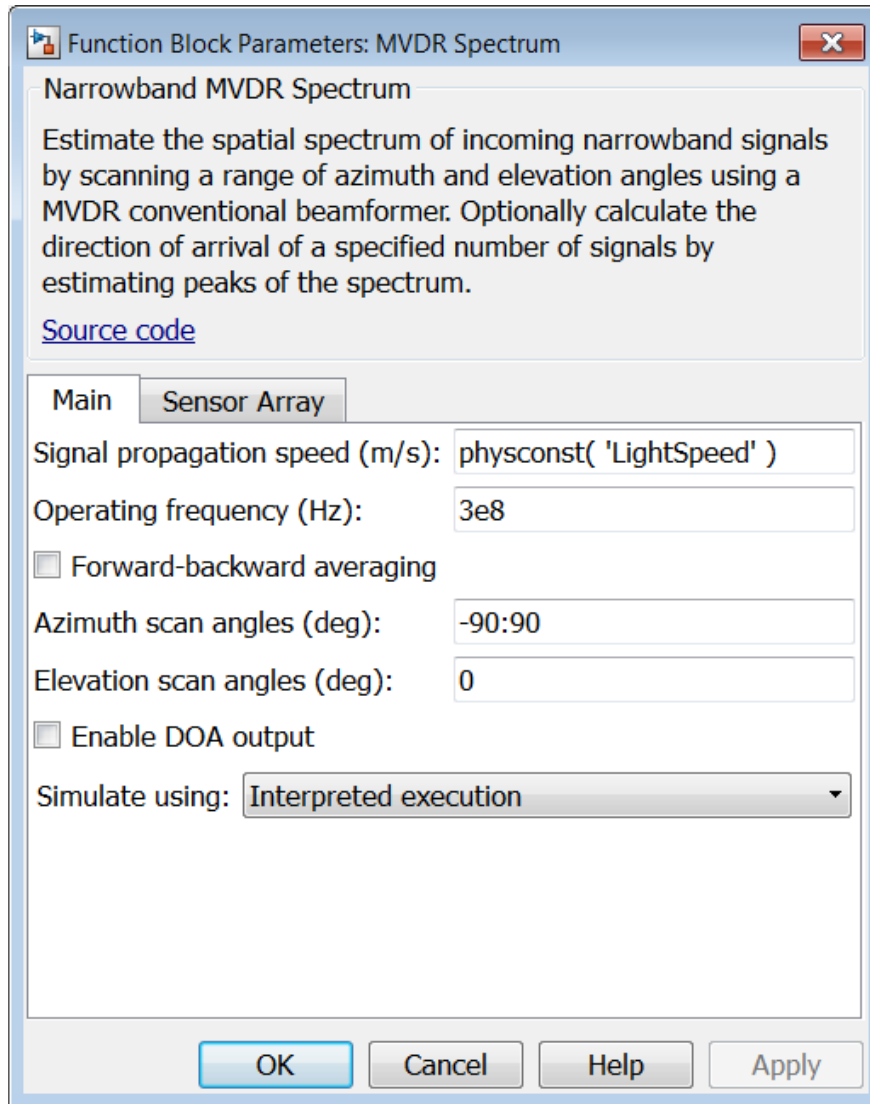 Function Block Parameters: MVDR Spectrum
Narrowband MVDR Spectrum
Estimate the spatial spectrum of incoming narrowband signals
by scanning a range of azimuth and elevation angles using a
MVDR conventional beamformer. Optionally calculate the
direction of arrival of a specified number of signals by
estimating peaks of the spectrum.
Source code
Main Sensor Array
Signal propagation speed (m/s): physconst( 'LightSpeed' )
Operating frequency (Hz): 3e8
Forward-backward averaging
Azimuth scan angles (deg): -90:90
Elevation scan angles (deg): 0
Enable DOA output
Simulate using: Interpreted execution
OK Cancel Help Apply